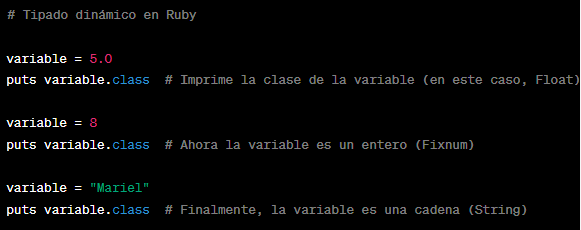 # Tipado dinámico en Ruby
variable = 5.0
puts variable.class  # Imprime la clase de la variable (en este caso, Float)
variable = 8
puts variable.class  # Ahora la variable es un entero (Fixnum)
variable = "Mariel"
puts variable.class  # Finalmente, la variable es una cadena (String)